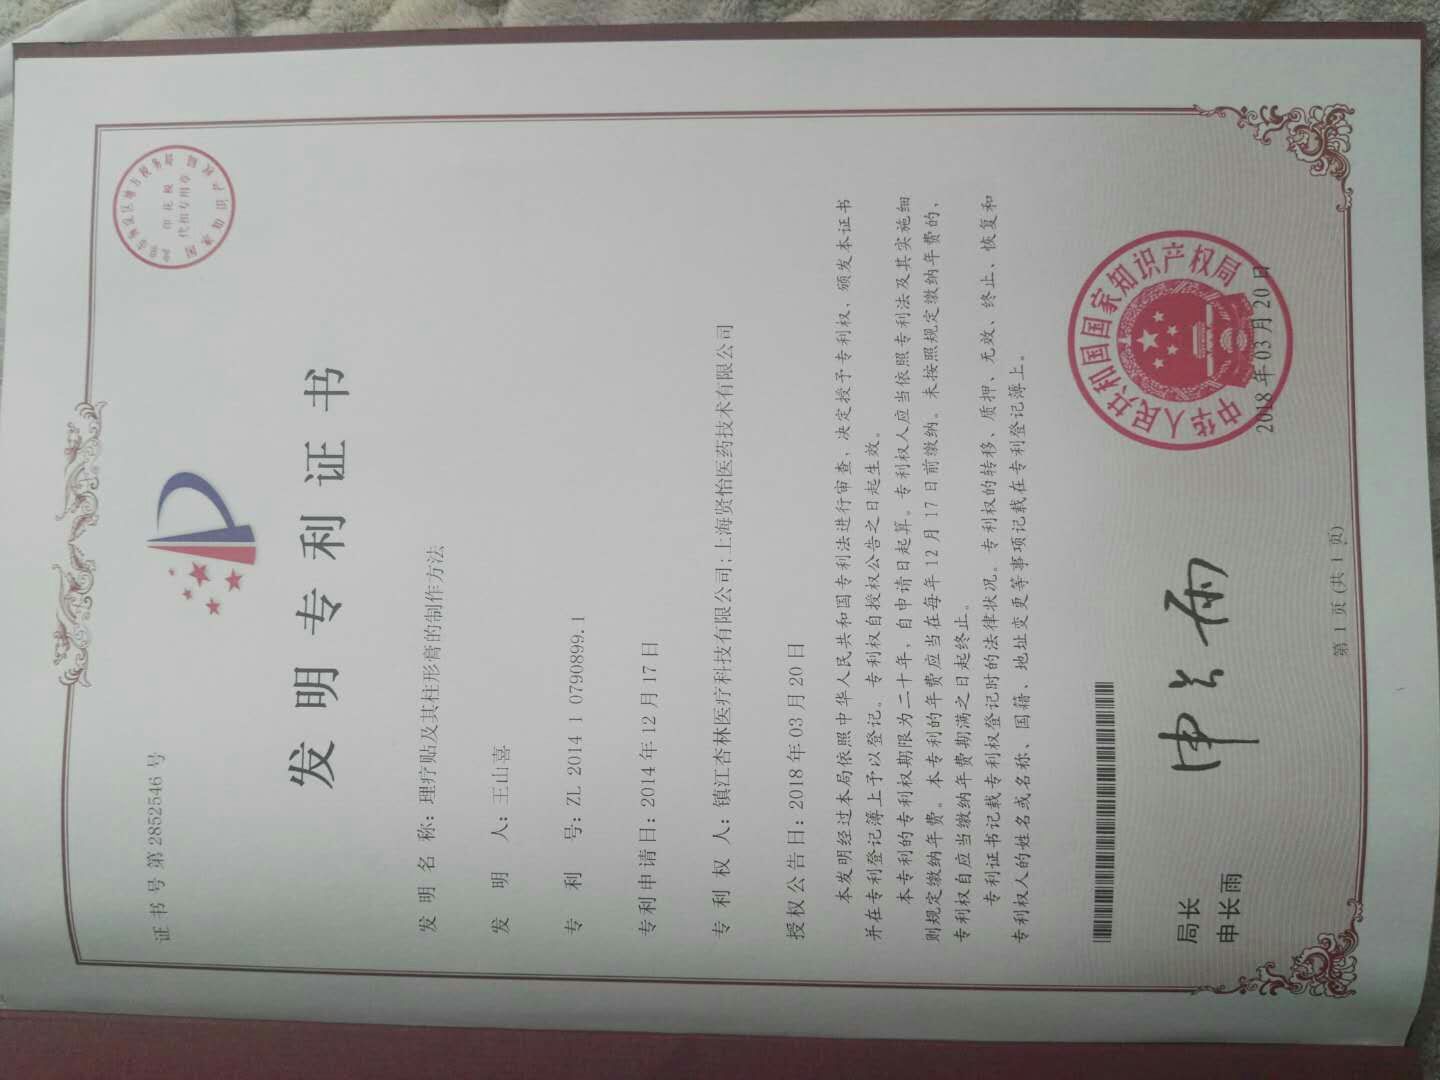 证书号第2852546号
国家知识产权局
印花税
代扣专用章
发明专利证书
发明名称：理疗贴及其柱形膏的制作方法
发明人：王山喜
专利号：ZL 2014 1 0790899.1
专利申请日：2014年12月17日
专利权人：镇江杏林医疗科技有限公司;上海贤怡医药技术有限公司
授权公告日：2018年03月20日
本发明经过本局依照中华人民共和国专利法进行审查，决定授予专利权、颁发本证书
并在专利登记簿上予以登记。专利权自授权公告之日起生效。
本专利的专利权期限为二十年，自申请日起算。专利权人应当依照专利法及其实施细
则规定缴纳年费。本专利的年费应当在每年12月17日前缴纳。未按照规定缴纳年费的，
专利权自应当缴纳年费期满之日起终止。
专利证书记载专利权登记时的法律状况。专利权的转移、质押、无效、终止、恢复和
专利权人的姓名或名称、国籍、地址变更等事项记载在专利登记簿上。
局长
申长雨
申长雨
中华人民共和国国家知识产权局
2018年03月20日
第1页(共1页)